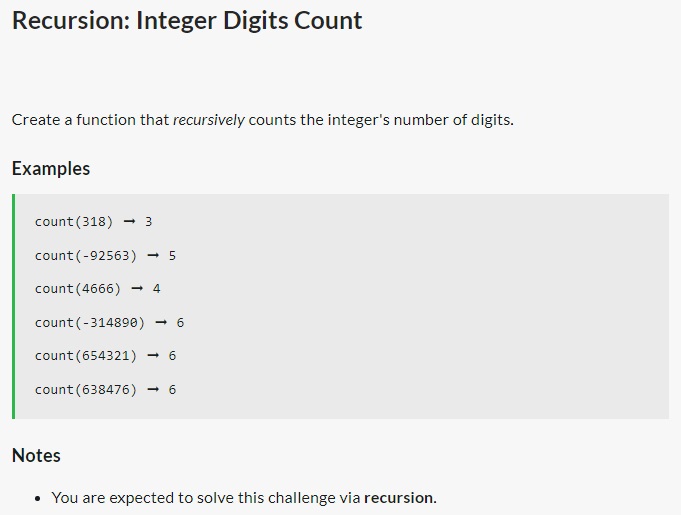 Recursion: Integer Digits Count
Create a function that recursively counts the integer's number of digits.
Examples
count(318) ➞ 3
count(-92563) ➞ 5
count(4666) ➞ 4
count(-314890) ➞ 6
count(654321) ➞ 6
count(638476) ➞ 6
Notes
• You are expected to solve this challenge via recursion.